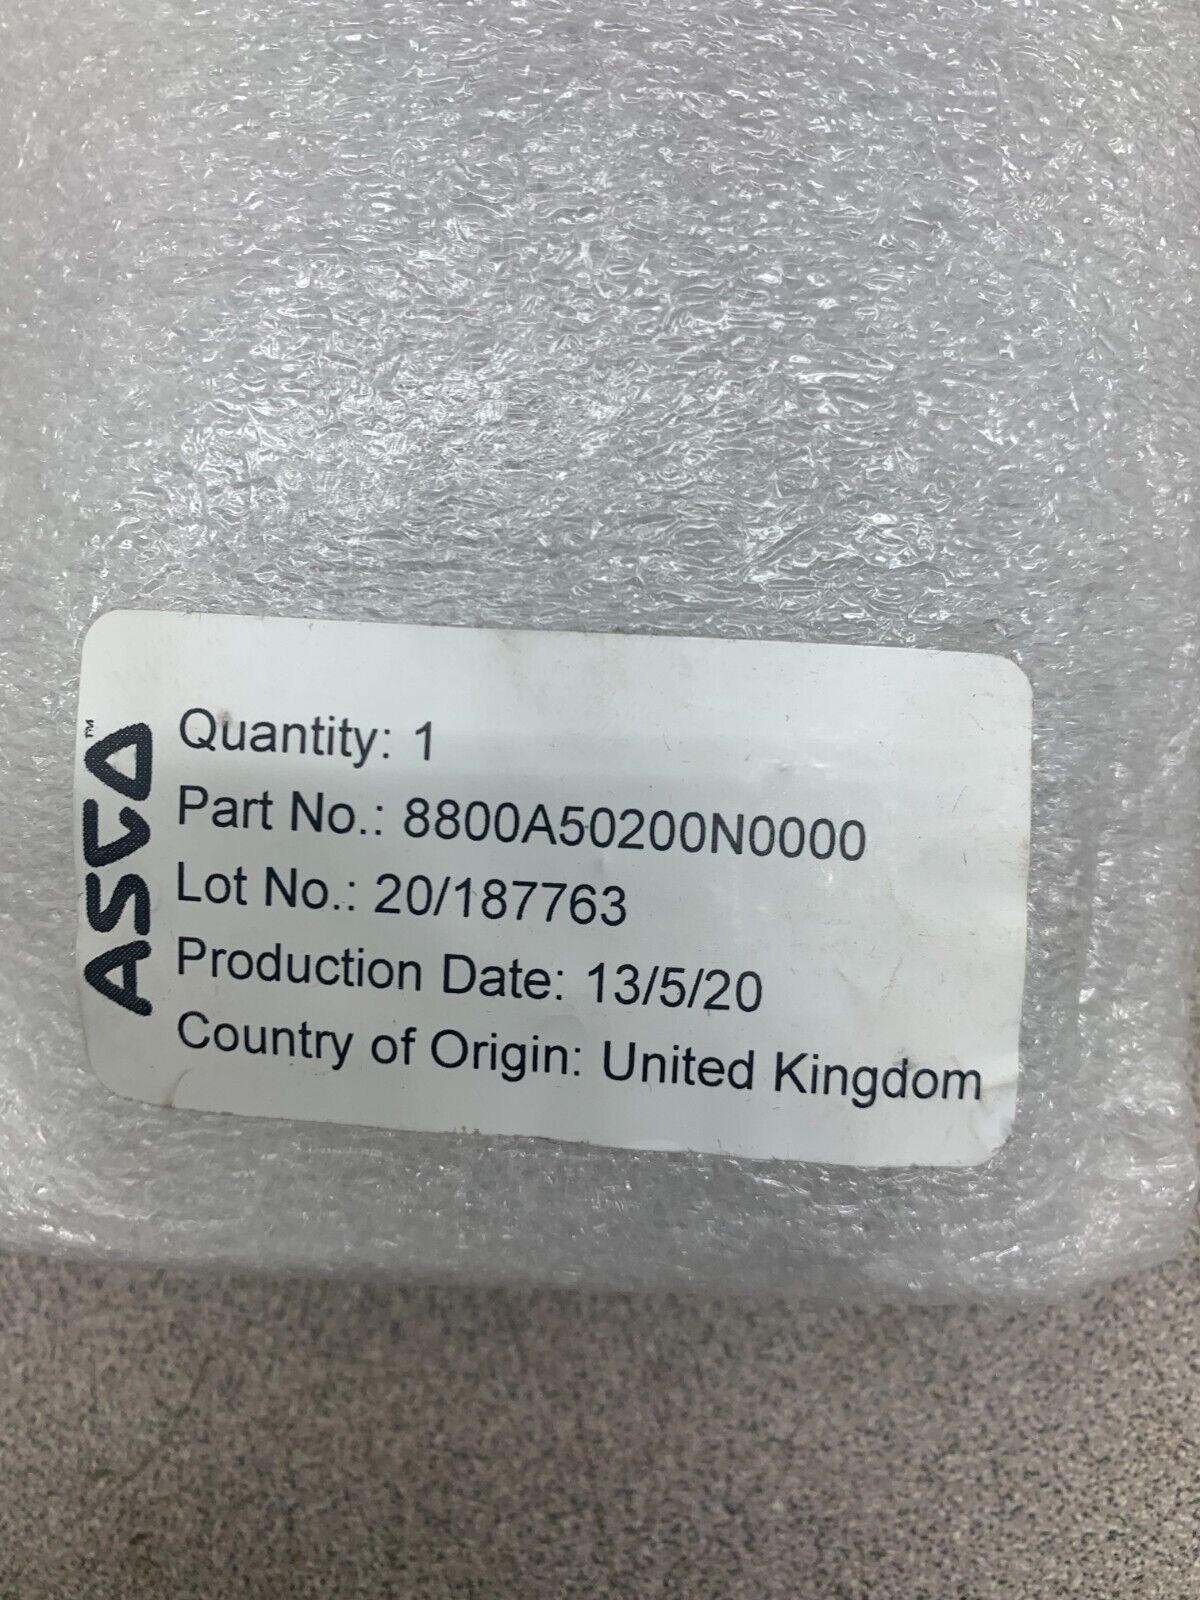 ASCO™
Quantity: 1
Part No.: 8800A50200N0000
Lot No.: 20/187763
Production Date: 13/5/20
Country of Origin: United Kingdom